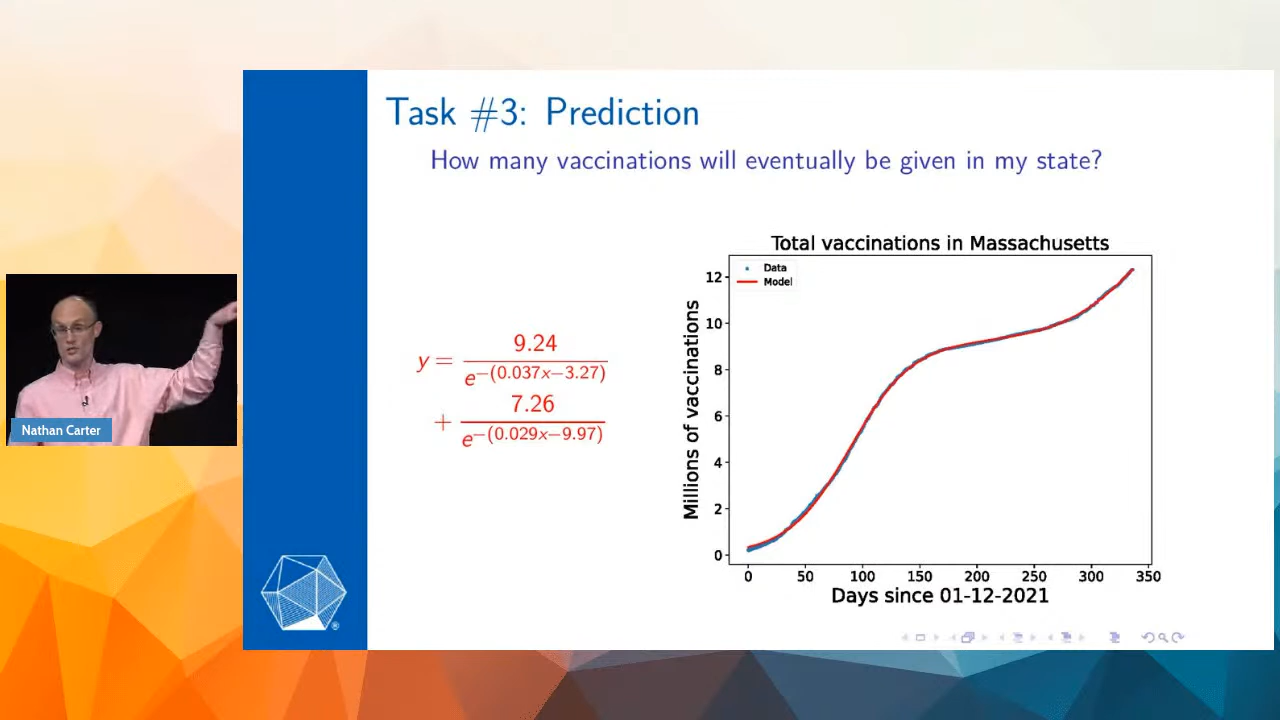 Task #3: Prediction
How many vaccinations will eventually be given in my state?
Total vaccinations in Massachusetts
Data
Model
12
10
8
6
4
2
0
Millions of vaccinations
0 50 100 150 200 250 300 350
Days since 01-12-2021
y = 9.24 / e^−(0.037x−3.27)
+ 7.26 / e^−(0.029x−9.97)
Nathan Carter
®